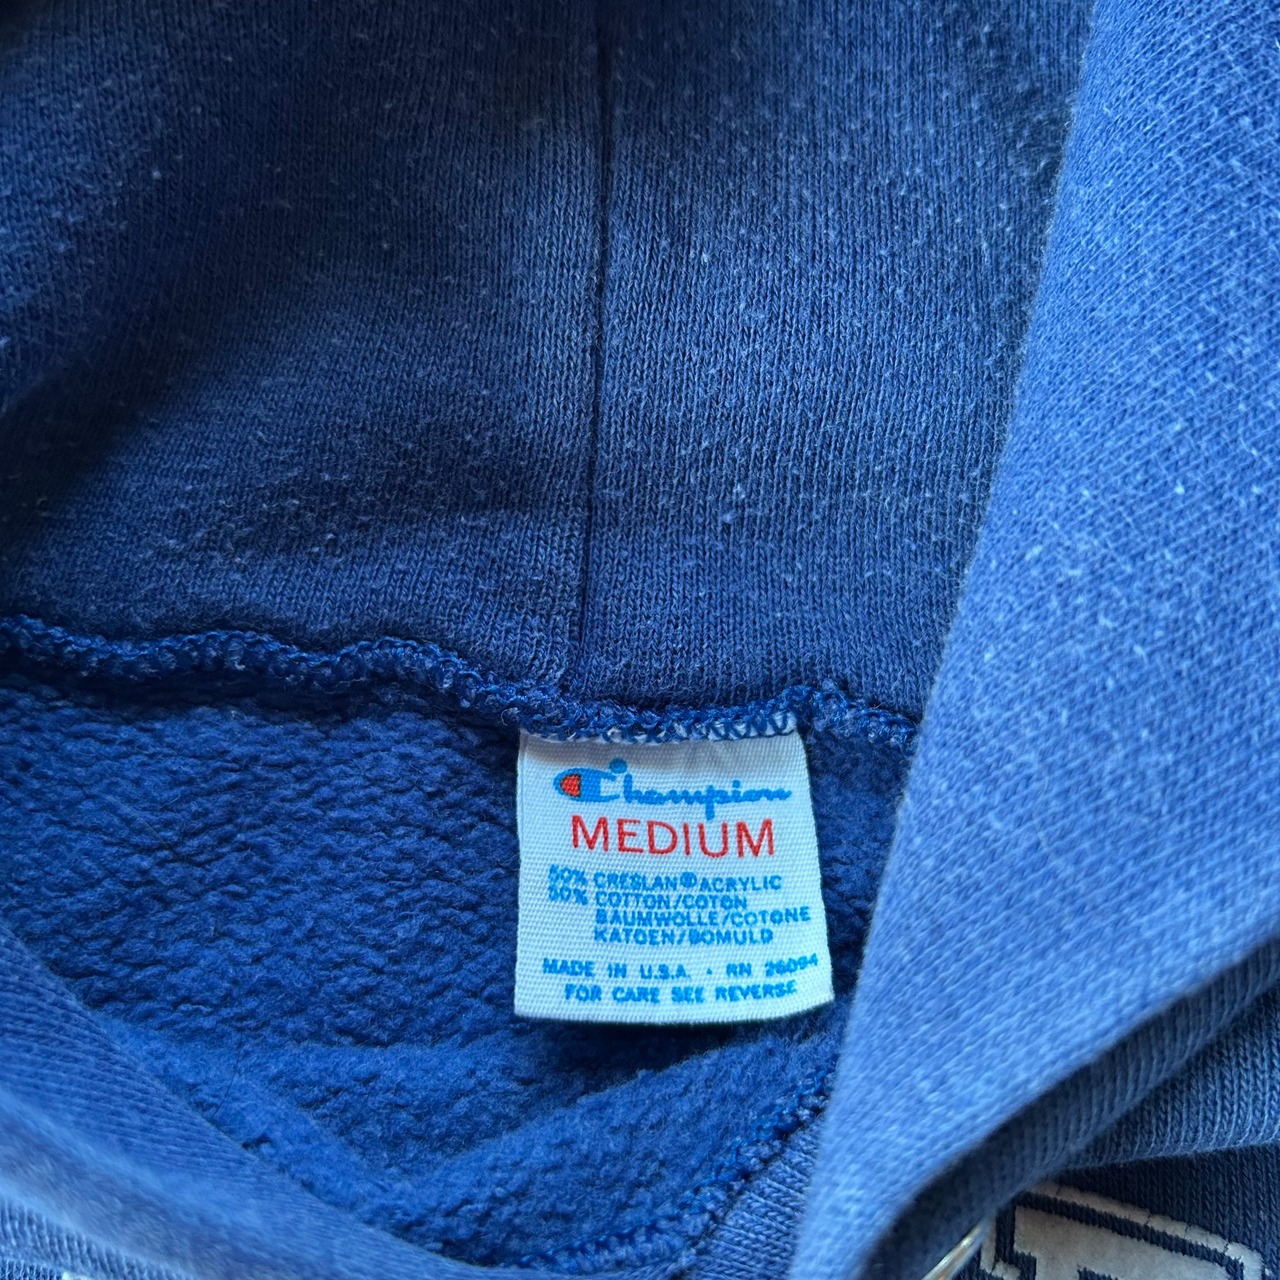 Champion
MEDIUM
50% CRESLAN® ACRYLIC
50% COTTON/COTON
BAUMWOLLE/COTONE
KATOEN/BOMULD
MADE IN U.S.A. · RN 26094
FOR CARE SEE REVERSE